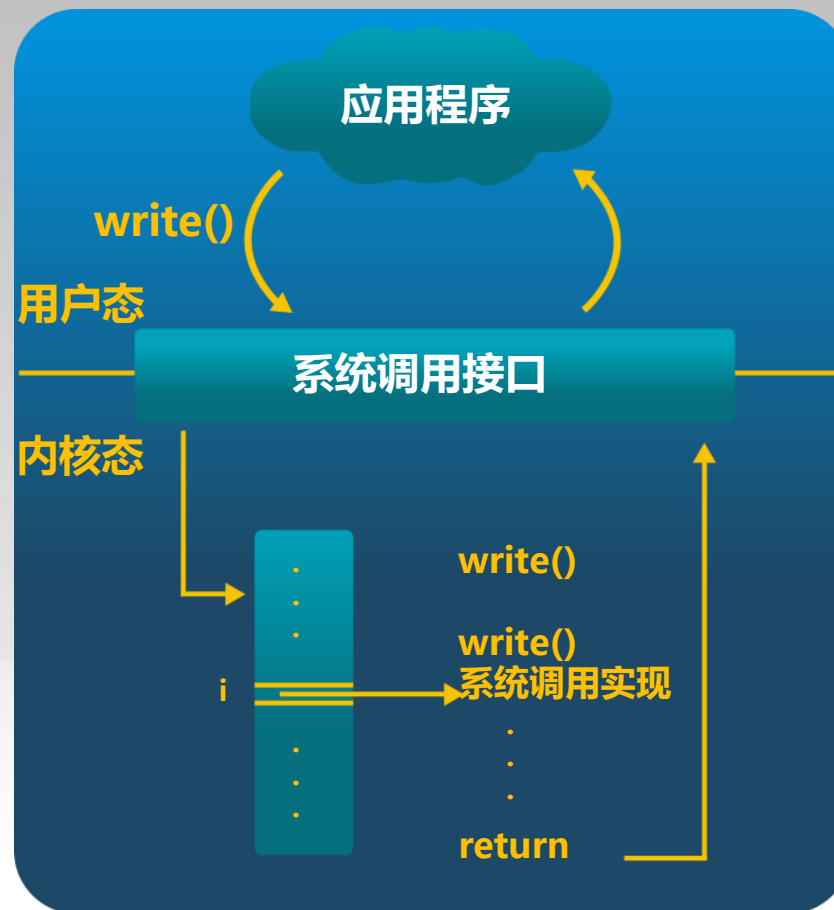 应用程序
write()
用户态
系统调用接口
内核态
write()
write()
系统调用实现
i
return